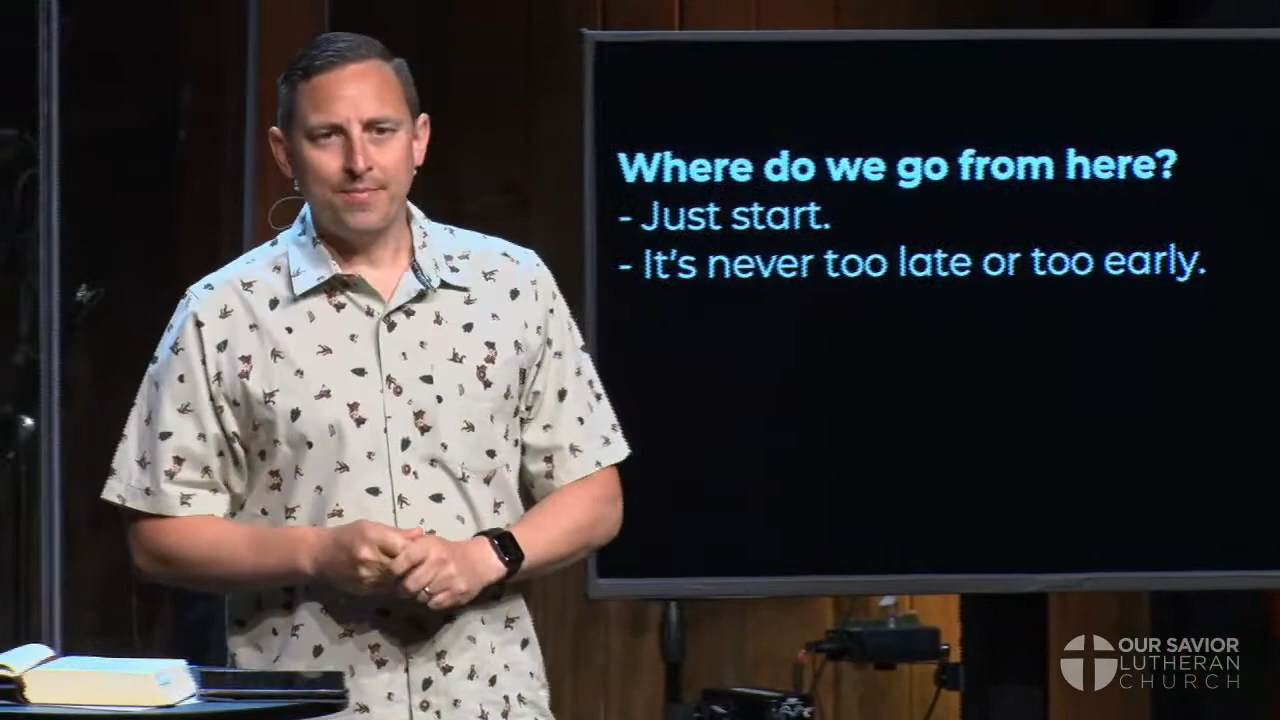 Where do we go from here?
- Just start.
- It's never too late or too early.
OUR SAVIOR
LUTHERAN
CHURCH